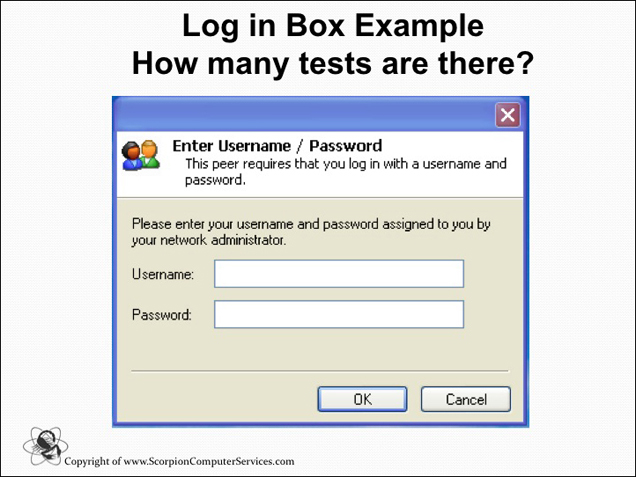 Log in Box Example
How many tests are there?
Enter Username / Password
This peer requires that you log in with a username and
password.
Please enter your username and password assigned to you by
your network administrator.
Username:
Password:
OK
Cancel
Copyright of www.ScorpionComputerServices.com